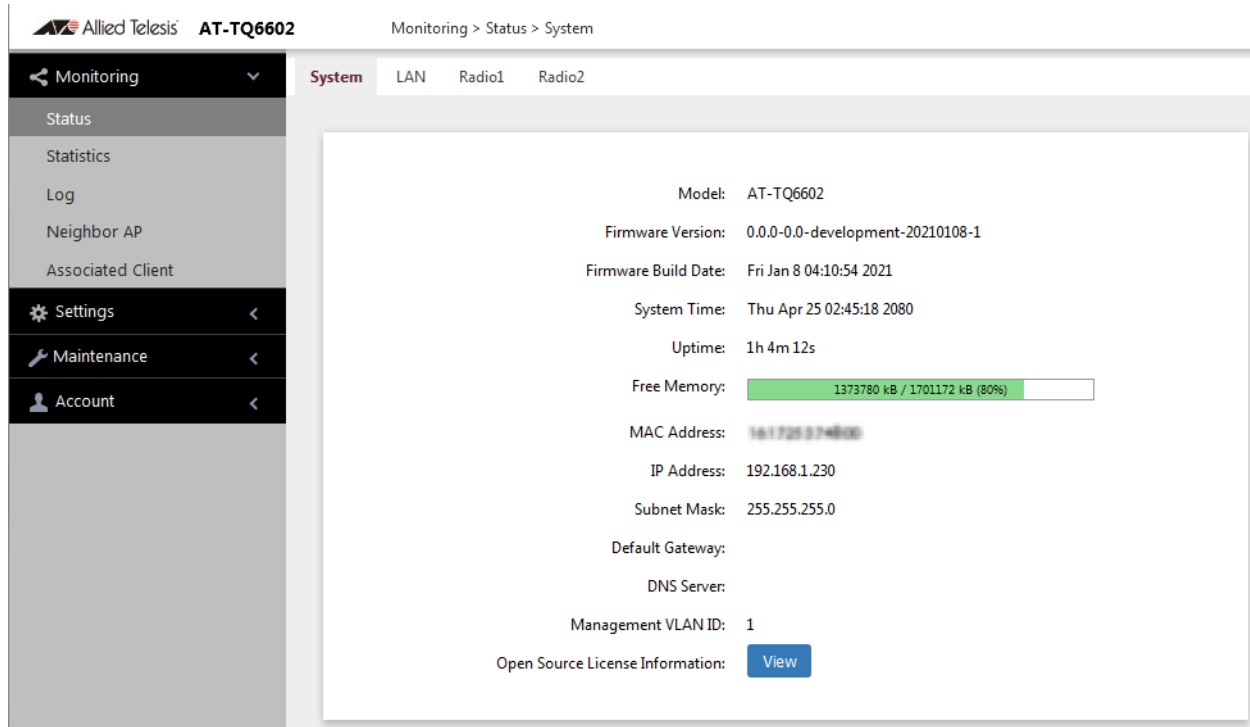 Allied Telesis AT-TQ6602 Monitoring > Status > System
Monitoring
Status
Statistics
Log
Neighbor AP
Associated Client
Settings
Maintenance
Account
System LAN Radio1 Radio2
Model: AT-TQ6602
Firmware Version: 0.0.0-0.0-development-20210108-1
Firmware Build Date: Fri Jan 8 04:10:54 2021
System Time: Thu Apr 25 02:45:18 2080
Uptime: 1h 4m 12s
Free Memory: 1373780 kB / 1701172 kB (80%)
MAC Address:
IP Address: 192.168.1.230
Subnet Mask: 255.255.255.0
Default Gateway:
DNS Server:
Management VLAN ID: 1
Open Source License Information: View